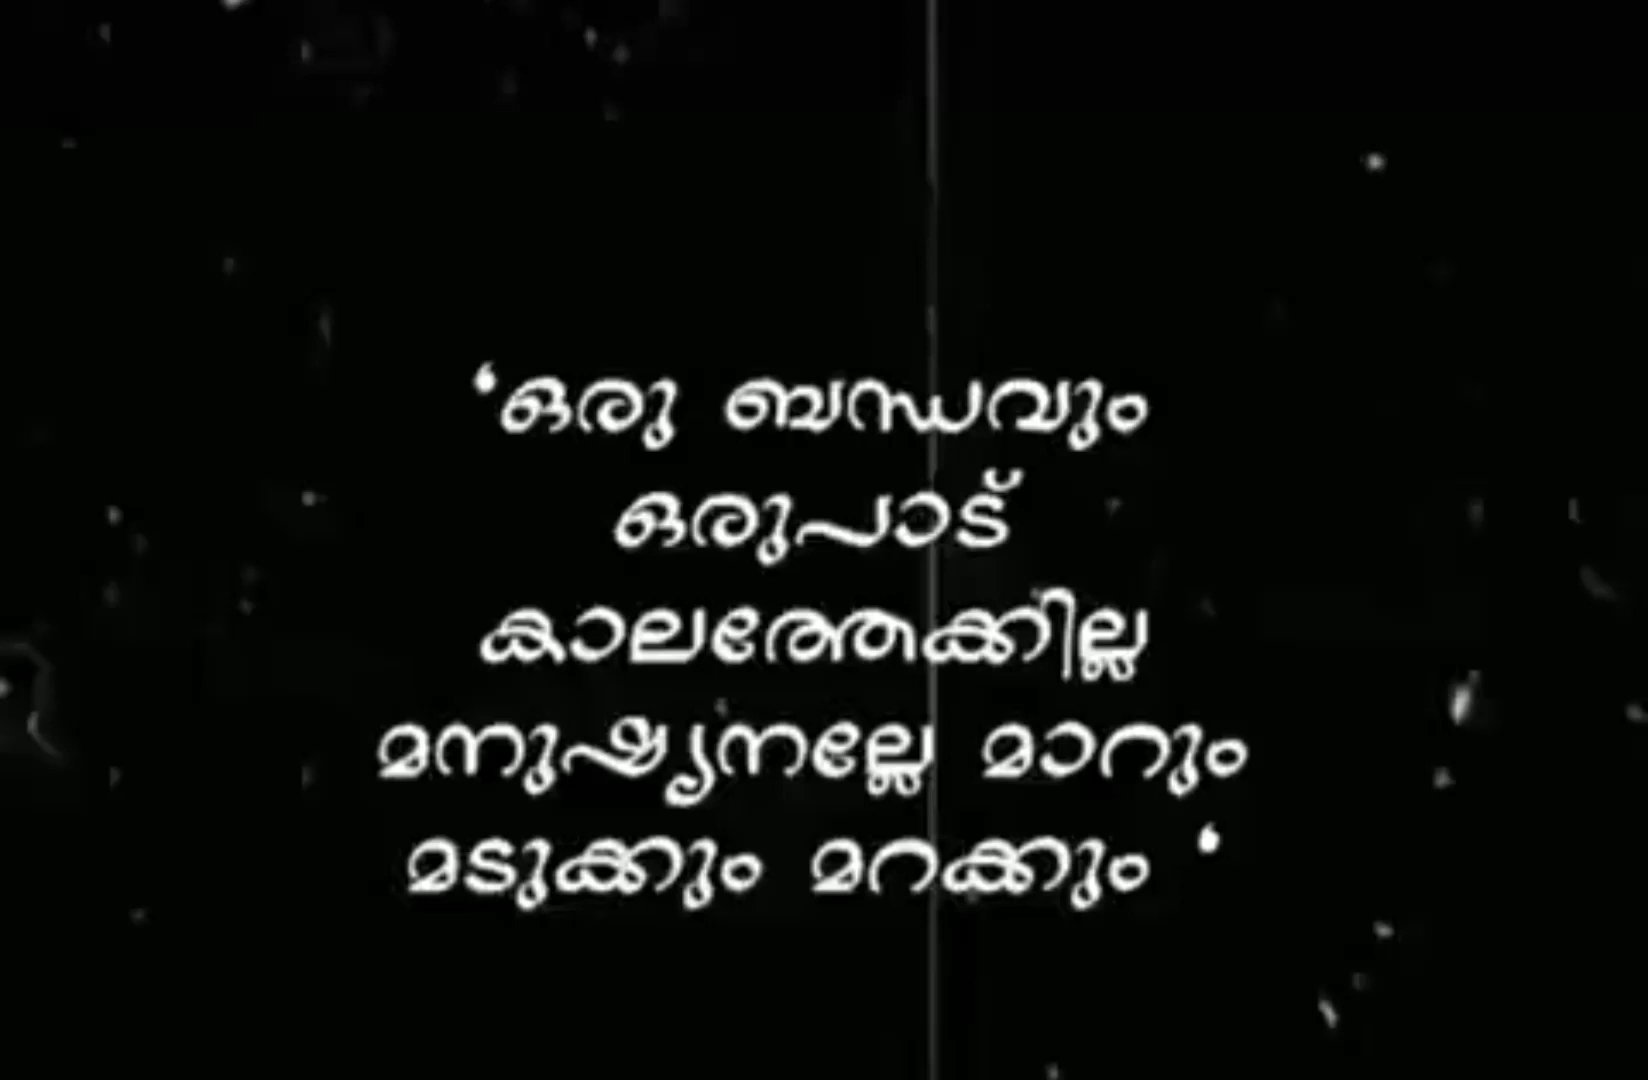 ‘ഒരു ബന്ധവും
ഒരുപാട്
കാലത്തേക്കില്ല
മനുഷ്യനല്ലേ മാറും
മടുക്കും മറക്കും ‘